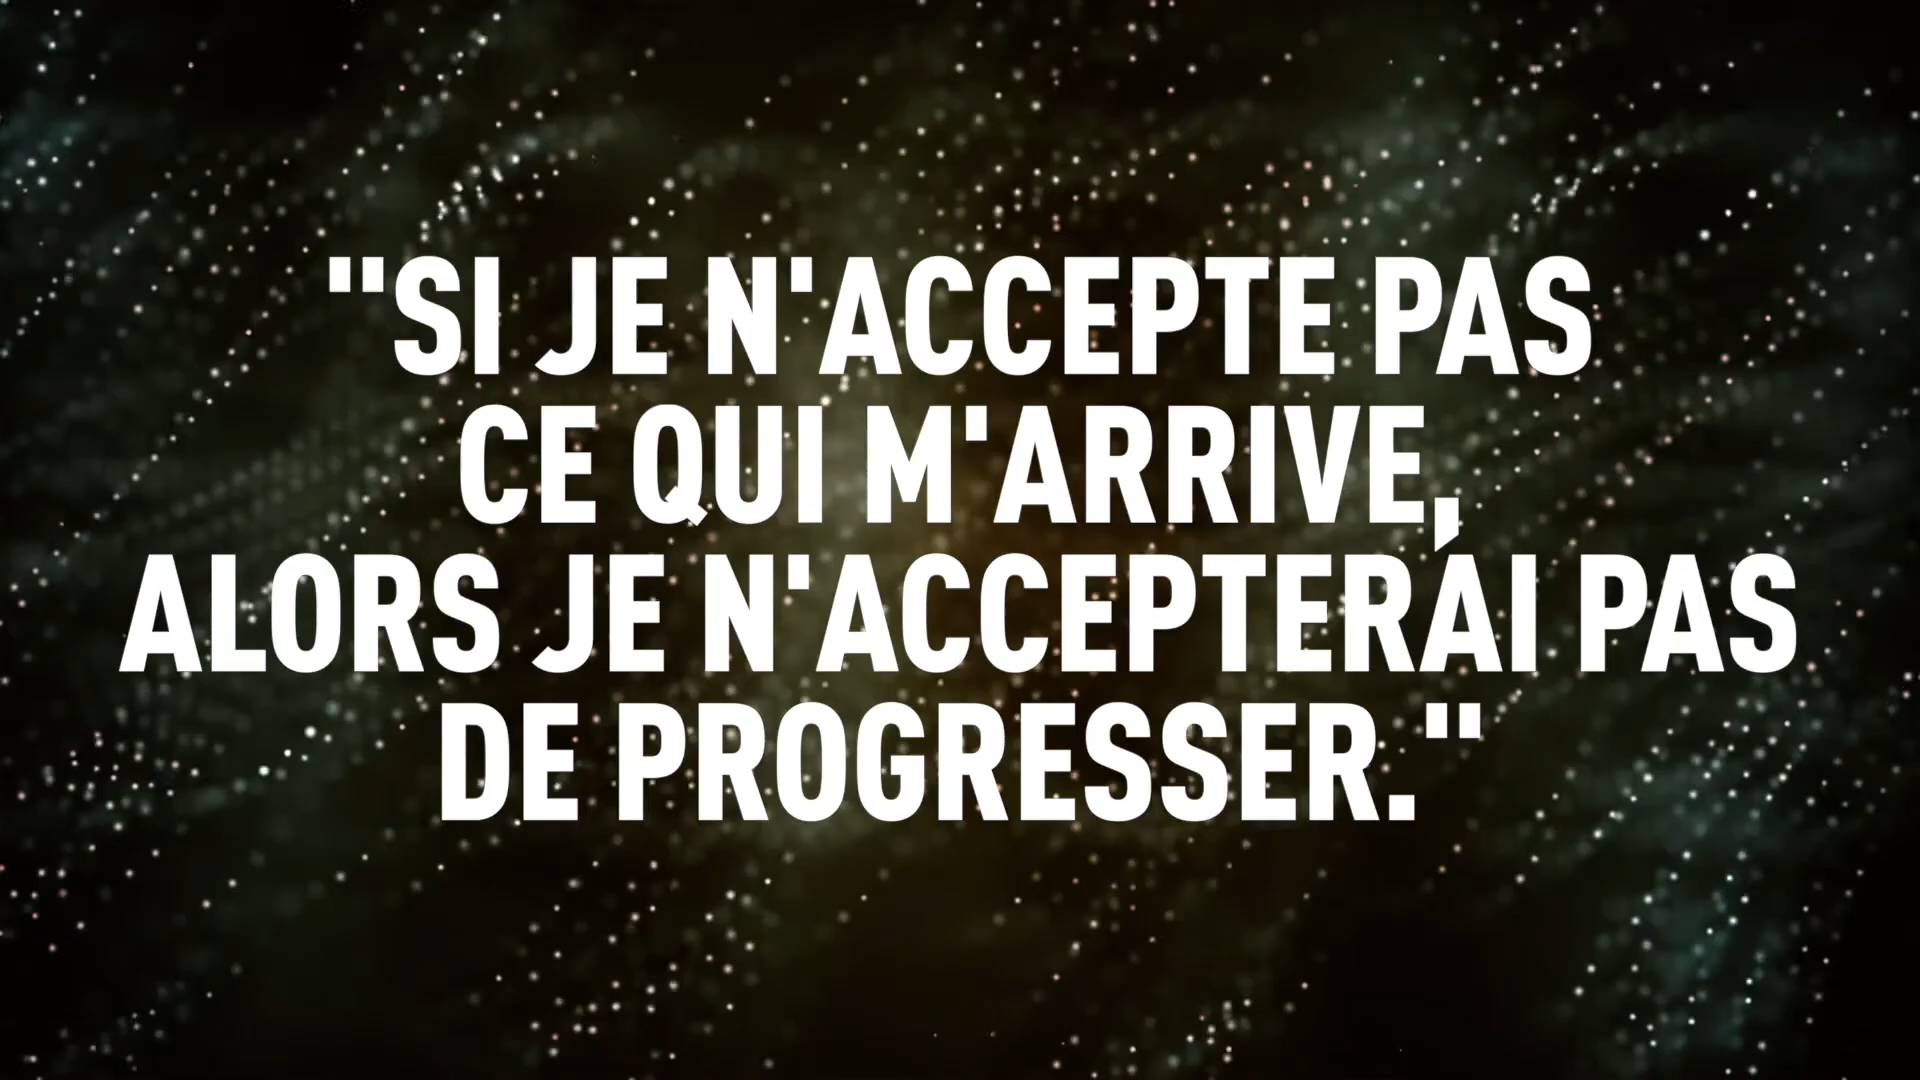 "SI JE N'ACCEPTE PAS
CE QUI M'ARRIVE,
ALORS JE N'ACCEPTERAI PAS
DE PROGRESSER."